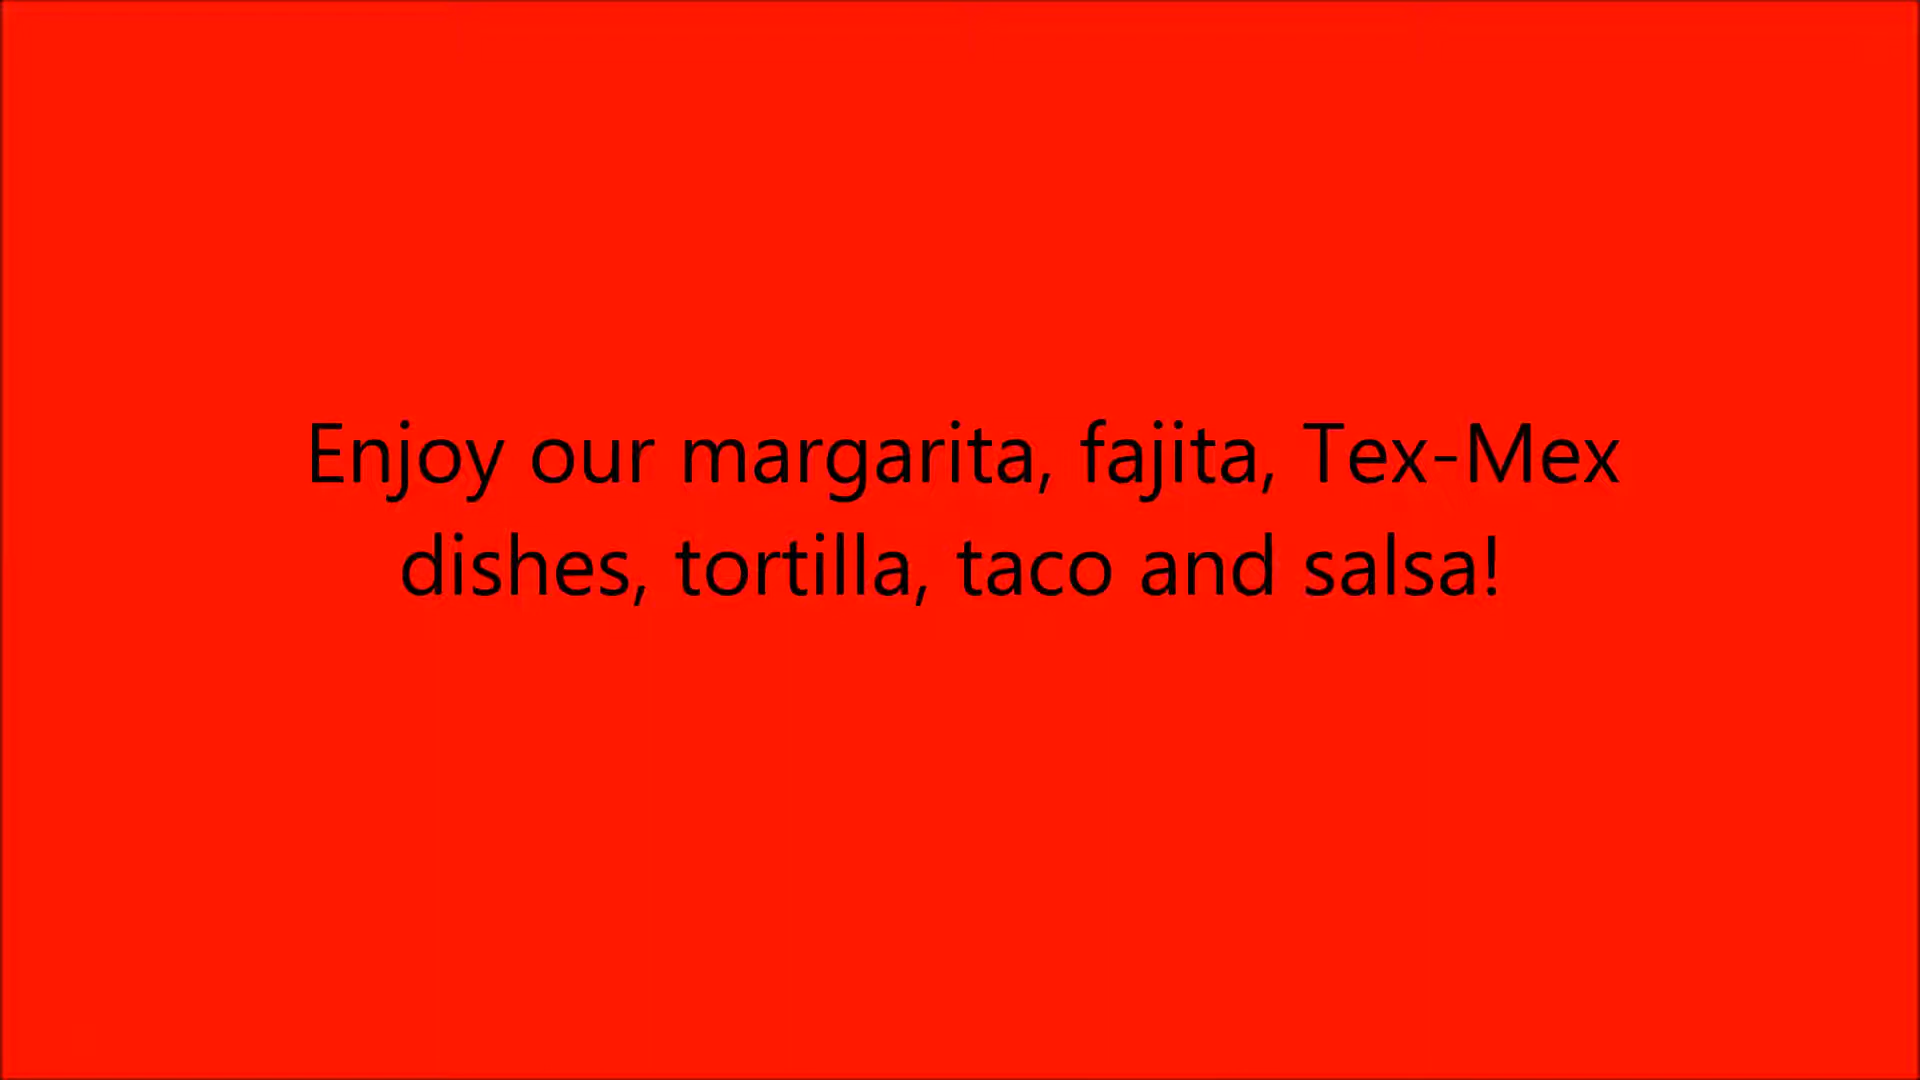 Enjoy our margarita, fajita, Tex-Mex
dishes, tortilla, taco and salsa!